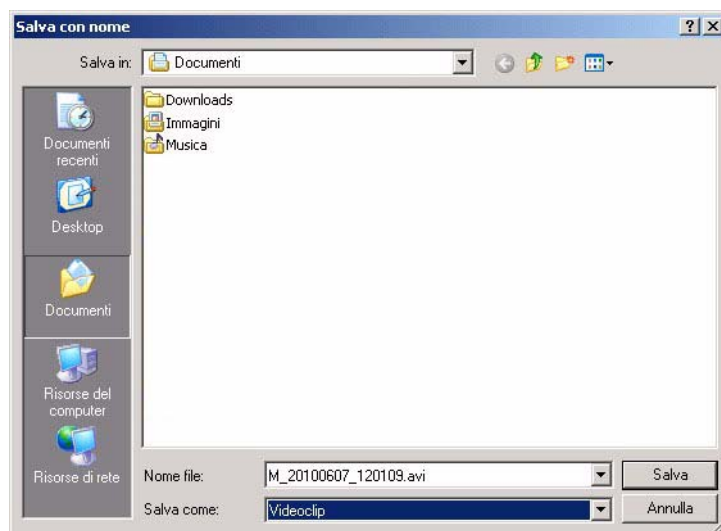 Salva con nome
Salva in:
Documenti
Documenti
recenti
Desktop
Documenti
Risorse del
computer
Risorse di rete
Downloads
Immagini
Musica
Nome file:
M_20100607_120109.avi
Salva
Salva come:
Videoclip
Annulla